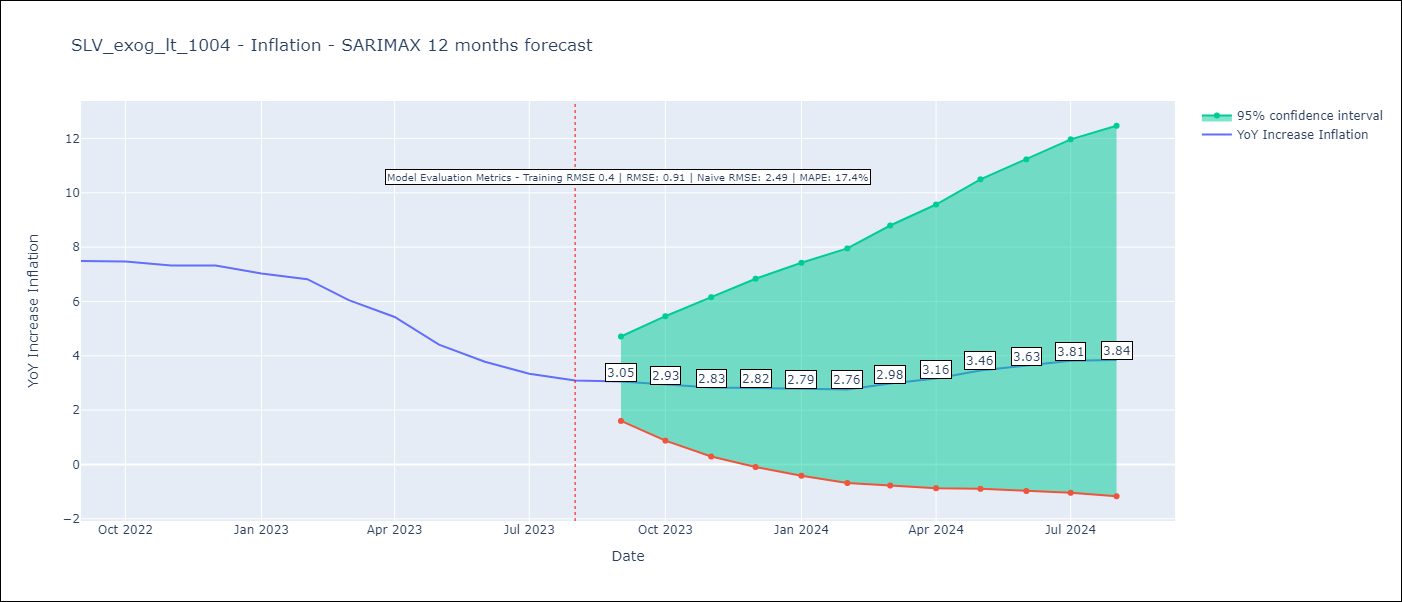 SLV_exog_lt_1004 - Inflation - SARIMAX 12 months forecast
95% confidence interval
YoY Increase Inflation
Model Evaluation Metrics - Training RMSE 0.4 | RMSE: 0.91 | Naive RMSE: 2.49 | MAPE: 17.4%
YoY Increase Inflation
12
10
8
6
4
2
0
−2
3.05
2.93
2.83
2.82
2.79
2.76
2.98
3.16
3.46
3.63
3.81
3.84
Oct 2022
Jan 2023
Apr 2023
Jul 2023
Oct 2023
Jan 2024
Apr 2024
Jul 2024
Date